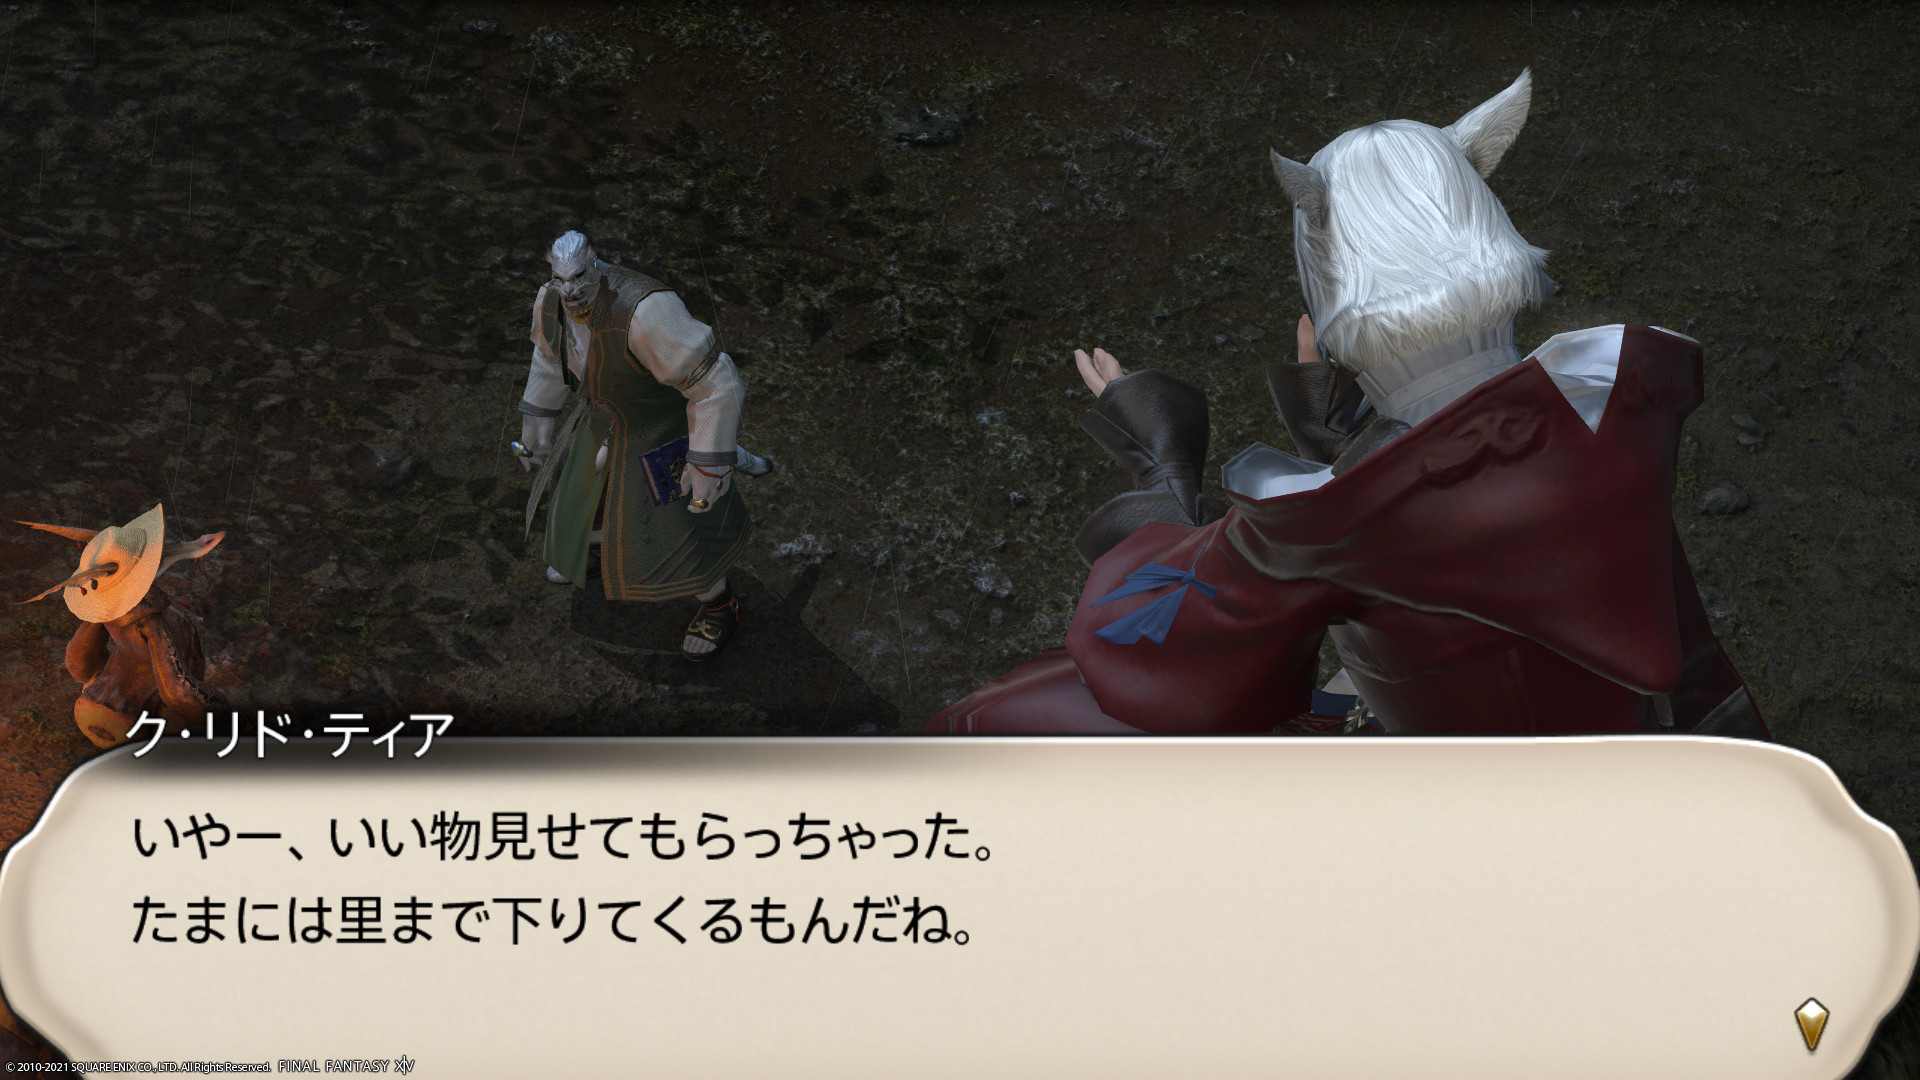 ク・リド・ティア
いやー、いい物見せてもらっちゃった。
たまには里まで下りてくるもんだね。
© 2010-2021 SQUARE ENIX CO., LTD. All Rights Reserved. FINAL FANTASY XIV